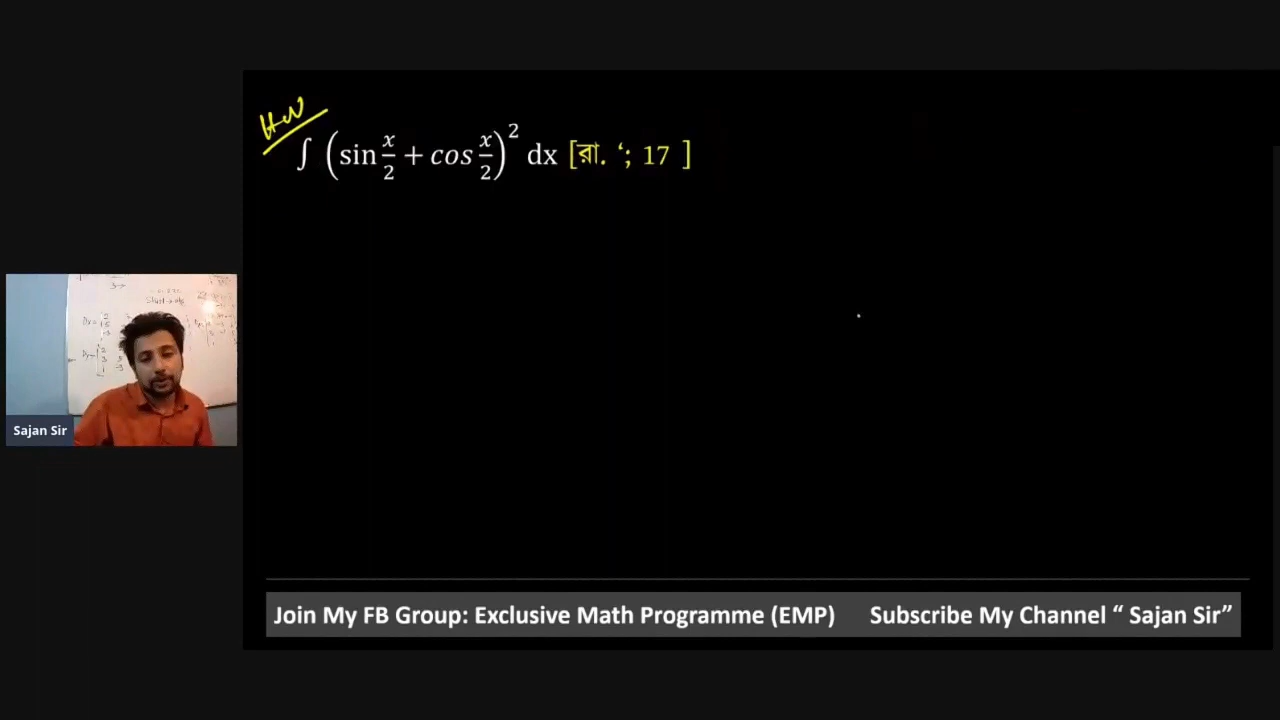 H.W
∫ (sin x/2 + cos x/2)² dx [রা. ‘; 17 ]
Sajan Sir
Join My FB Group: Exclusive Math Programme (EMP) Subscribe My Channel “ Sajan Sir”